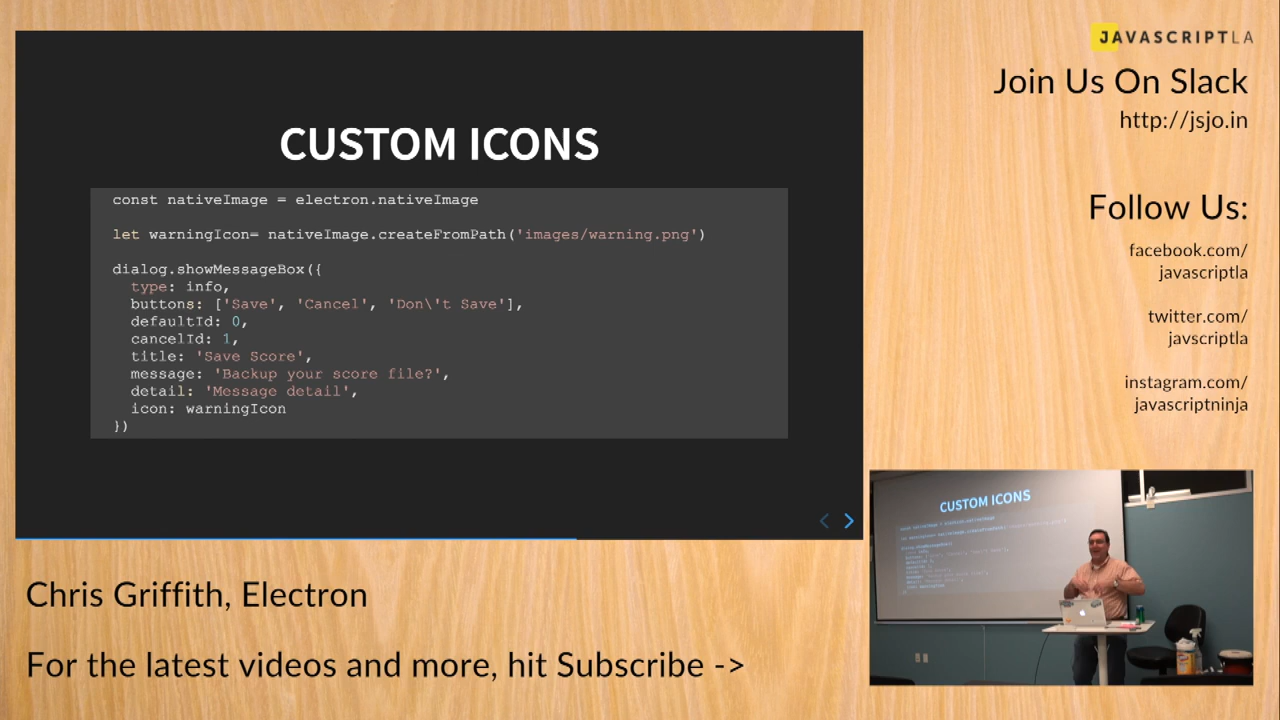 CUSTOM ICONS
const nativeImage = electron.nativeImage
let warningIcon= nativeImage.createFromPath('images/warning.png')
dialog.showMessageBox({
type: info,
buttons: ['Save', 'Cancel', 'Don\'t Save'],
defaultId: 0,
cancelId: 1,
title: 'Save Score',
message: 'Backup your score file?',
detail: 'Message detail',
icon: warningIcon
})
JAVASCRIPTLA
Join Us On Slack
http://jsjo.in
Follow Us:
facebook.com/
javascriptla
twitter.com/
javscriptla
instagram.com/
javascriptninja
CUSTOM ICONS
Chris Griffith, Electron
For the latest videos and more, hit Subscribe ->